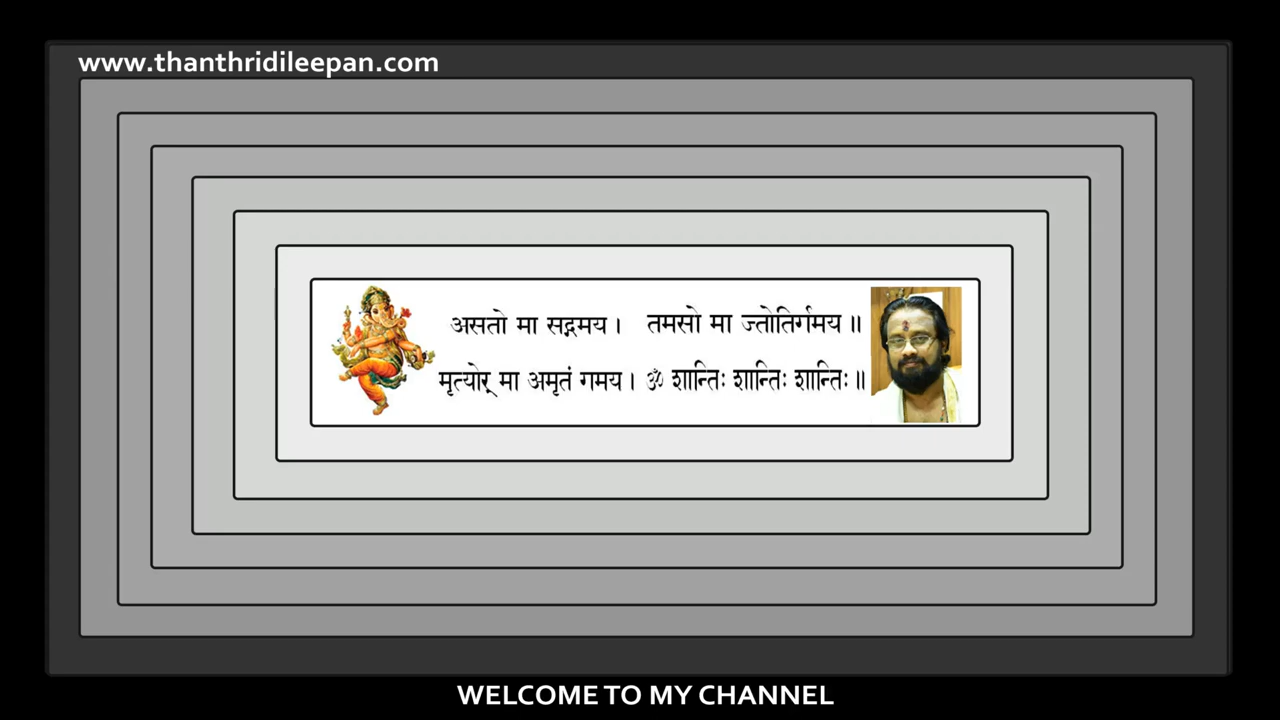 www.thanthridileepan.com
असतो मा सद्गमय। तमसो मा ज्तोतिर्गमय॥
मृत्योर् मा अमृतं गमय। ॐ शान्तिः शान्तिः शान्तिः॥
WELCOME TO MY CHANNEL